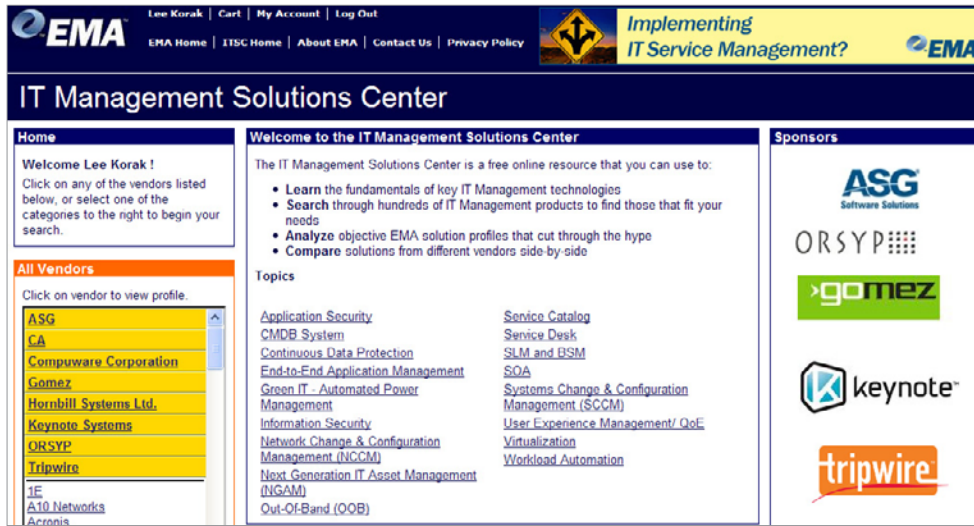 EMA
Lee Korak | Cart | My Account | Log Out
EMA Home | ITSC Home | About EMA | Contact Us | Privacy Policy
Implementing
IT Service Management?
EMA
IT Management Solutions Center
Home
Welcome Lee Korak !
Click on any of the vendors listed
below, or select one of the
categories to the right to begin your
search.
All Vendors
Click on vendor to view profile.
ASG
CA
Compuware Corporation
Gomez
Hornbill Systems Ltd.
Keynote Systems
ORSYP
Tripwire
1E
A10 Networks
Acronis
Welcome to the IT Management Solutions Center
The IT Management Solutions Center is a free online resource that you can use to:
• Learn the fundamentals of key IT Management technologies
• Search through hundreds of IT Management products to find those that fit your
needs
• Analyze objective EMA solution profiles that cut through the hype
• Compare solutions from different vendors side-by-side
Topics
Application Security
CMDB System
Continuous Data Protection
End-to-End Application Management
Green IT - Automated Power
Management
Information Security
Network Change & Configuration
Management (NCCM)
Next Generation IT Asset Management
(NGAM)
Out-Of-Band (OOB)
Service Catalog
Service Desk
SLM and BSM
SOA
Systems Change & Configuration
Management (SCCM)
User Experience Management/ QoE
Virtualization
Workload Automation
Sponsors
ASG
Software Solutions
ORSYP
›gomez
keynote™
tripwire